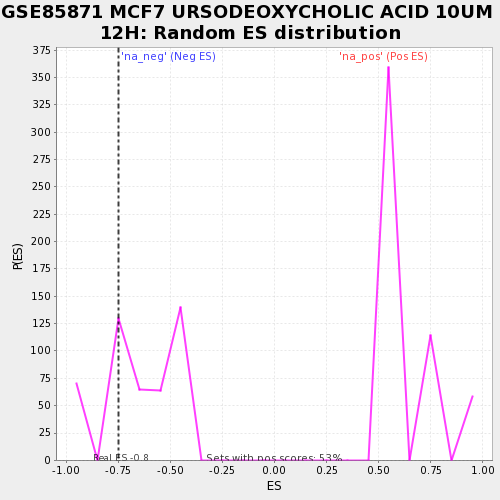 GSE85871 MCF7 URSODEOXYCHOLIC ACID 10UM
12H: Random ES distribution
'na_neg' (Neg ES)
'na_pos' (Pos ES)
375
350
325
300
275
250
225
200
175
150
125
100
75
50
25
0
P(ES)
Real ES -0.8
Sets with pos scores: 53%
-1.00 -0.75 -0.50 -0.25 0.00 0.25 0.50 0.75 1.00
ES